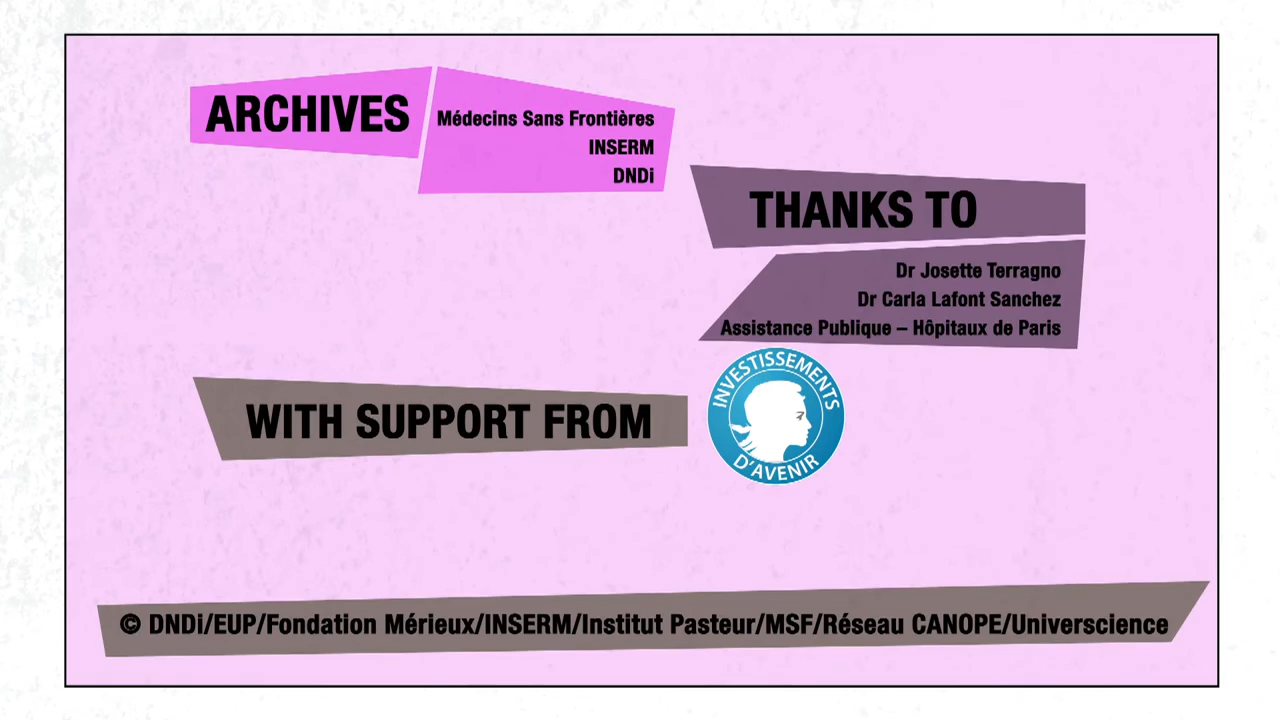 ARCHIVES
Médecins Sans Frontières
INSERM
DNDi
THANKS TO
Dr Josette Terragno
Dr Carla Lafont Sanchez
Assistance Publique – Hôpitaux de Paris
WITH SUPPORT FROM
INVESTISSEMENTS
D'AVENIR
© DNDi/EUP/Fondation Mérieux/INSERM/Institut Pasteur/MSF/Réseau CANOPE/Universcience